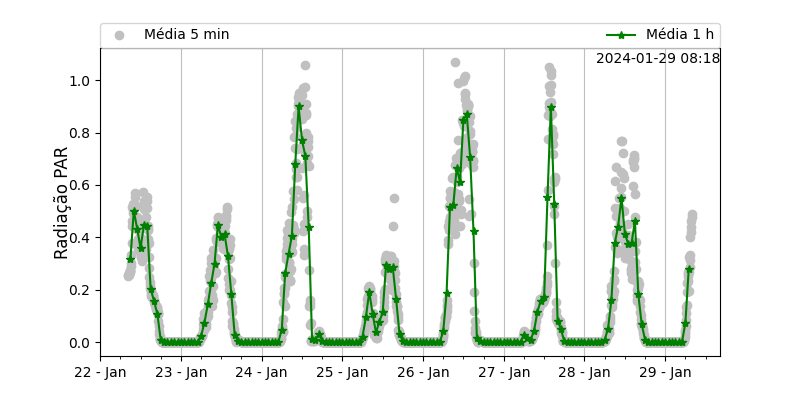 Média 5 min
Média 1 h
2024-01-29 08:18
Radiação PAR
1.0
0.8
0.6
0.4
0.2
0.0
22 - Jan
23 - Jan
24 - Jan
25 - Jan
26 - Jan
27 - Jan
28 - Jan
29 - Jan